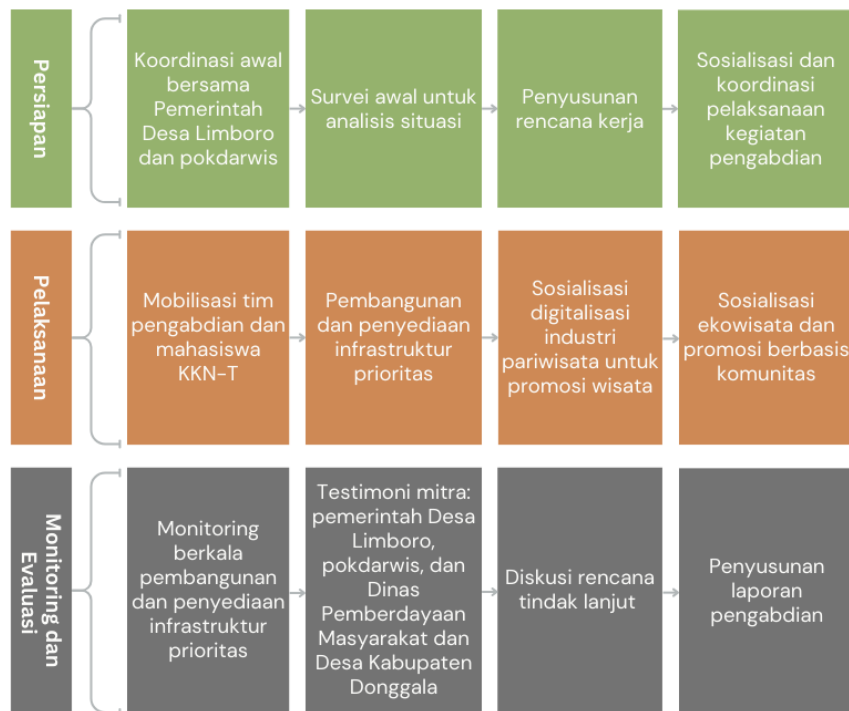 Persiapan
Koordinasi awal
bersama
Pemerintah
Desa Limboro
dan pokdarwis
Survei awal untuk
analisis situasi
Penyusunan
rencana kerja
Sosialisasi dan
koordinasi
pelaksanaan
kegiatan
pengabdian
Pelaksanaan
Mobilisasi tim
pengabdian dan
mahasiswa
KKN-T
Pembangunan
dan penyediaan
infrastruktur
prioritas
Sosialisasi
digitalisasi
industri
pariwisata untuk
promosi wisata
Sosialisasi
ekowisata dan
promosi berbasis
komunitas
Monitoring dan
Evaluasi
Monitoring
berkala
pembangunan
dan penyediaan
infrastruktur
prioritas
Testimoni mitra:
pemerintah Desa
Limboro,
pokdarwis, dan
Dinas
Pemberdayaan
Masyarakat dan
Desa Kabupaten
Donggala
Diskusi rencana
tindak lanjut
Penyusunan
laporan
pengabdian